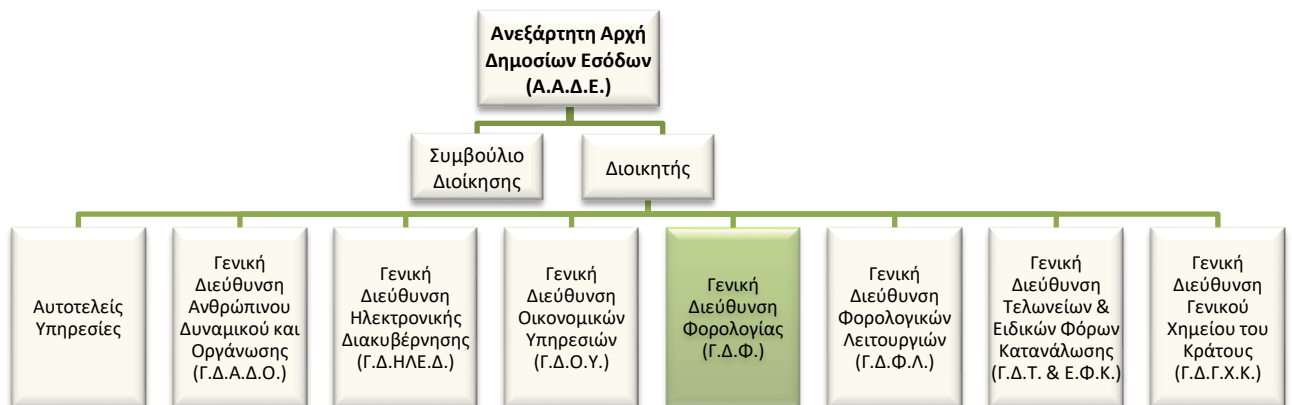 Ανεξάρτητη Αρχή
Δημοσίων Εσόδων
(Α.Α.Δ.Ε.)
Συμβούλιο
Διοίκησης
Διοικητής
Αυτοτελείς
Υπηρεσίες
Γενική
Διεύθυνση
Ανθρώπινου
Δυναμικού και
Οργάνωσης
(Γ.Δ.Α.Δ.Ο.)
Γενική
Διεύθυνση
Ηλεκτρονικής
Διακυβέρνησης
(Γ.Δ.ΗΛΕ.Δ.)
Γενική
Διεύθυνση
Οικονομικών
Υπηρεσιών
(Γ.Δ.Ο.Υ.)
Γενική
Διεύθυνση
Φορολογίας
(Γ.Δ.Φ.)
Γενική
Διεύθυνση
Φορολογικών
Λειτουργιών
(Γ.Δ.Φ.Λ.)
Γενική
Διεύθυνση
Τελωνείων &
Ειδικών Φόρων
Κατανάλωσης
(Γ.Δ.Τ. & Ε.Φ.Κ.)
Γενική
Διεύθυνση
Γενικού
Χημείου του
Κράτους
(Γ.Δ.Γ.Χ.Κ.)